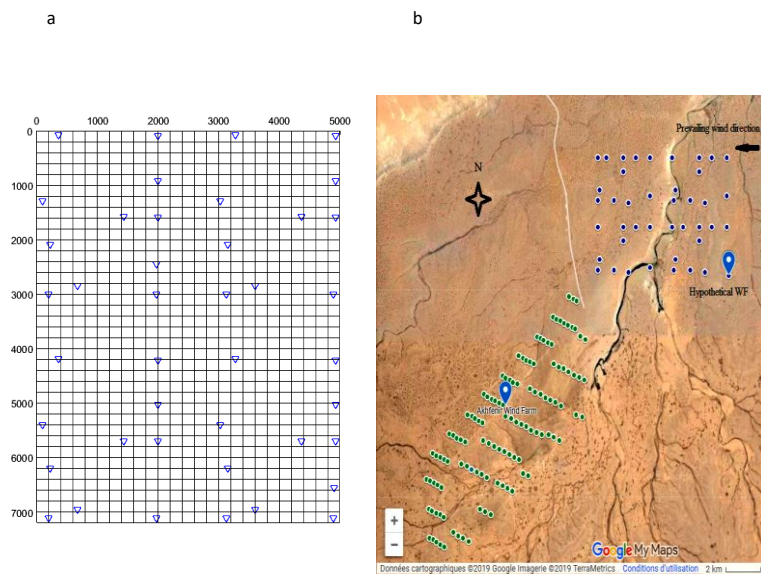 a
b
0 1000 2000 3000 4000 5000
0
1000
2000
3000
4000
5000
6000
7000
Prevailing wind direction
N
Hypothetical WF
Akhfenir Wind Farm
+
−
Google My Maps
Données cartographiques ©2019 Google Imagerie ©2019 TerraMetrics Conditions d'utilisation 2 km